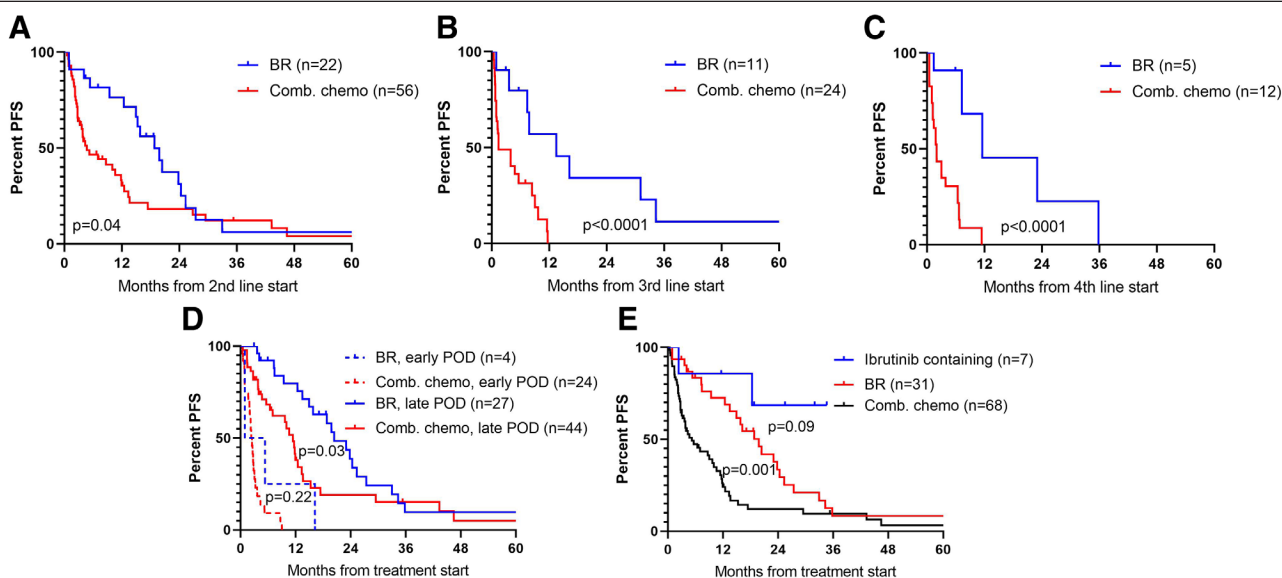 A
BR (n=22)
Comb. chemo (n=56)
Percent PFS
100
50
0
p=0.04
0 12 24 36 48 60
Months from 2nd line start
B
BR (n=11)
Comb. chemo (n=24)
Percent PFS
100
50
0
p<0.0001
0 12 24 36 48 60
Months from 3rd line start
C
BR (n=5)
Comb. chemo (n=12)
Percent PFS
100
50
0
p<0.0001
0 12 24 36 48 60
Months from 4th line start
D
BR, early POD (n=4)
Comb. chemo, early POD (n=24)
BR, late POD (n=27)
Comb. chemo, late POD (n=44)
Percent PFS
100
50
0
p=0.03
p=0.22
0 12 24 36 48 60
Months from treatment start
E
Ibrutinib containing (n=7)
BR (n=31)
Comb. chemo (n=68)
Percent PFS
100
50
0
p=0.09
p=0.001
0 12 24 36 48 60
Months from treatment start